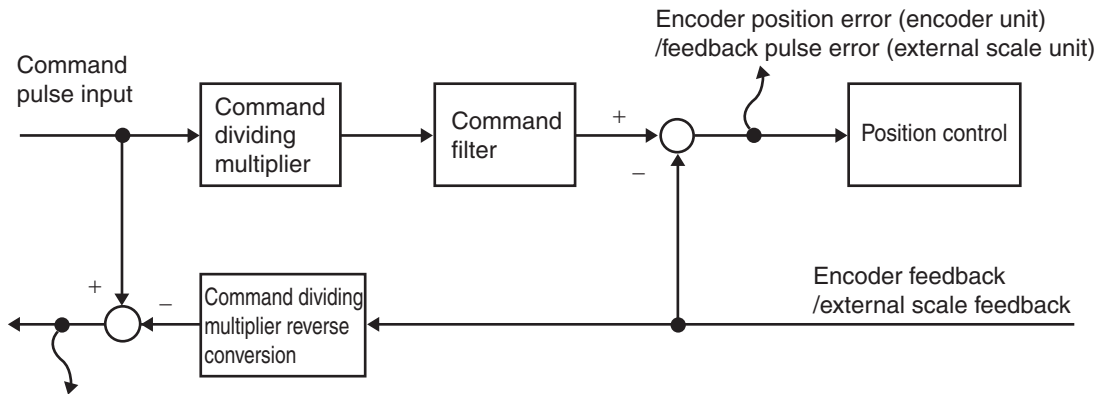 Encoder position error (encoder unit)
/feedback pulse error (external scale unit)
Command
pulse input
Command
dividing
multiplier
Command
filter
+
−
Position control
Encoder feedback
/external scale feedback
+
−
Command dividing
multiplier reverse
conversion